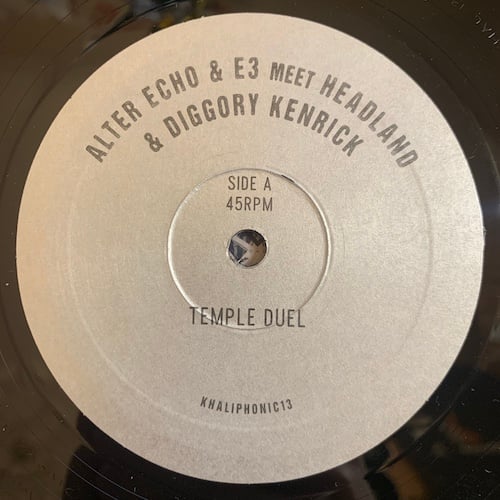 ALTER ECHO & E3 MEET HEADLAND
& DIGGORY KENRICK
SIDE A
45RPM
TEMPLE DUEL
KHALIPHONIC13